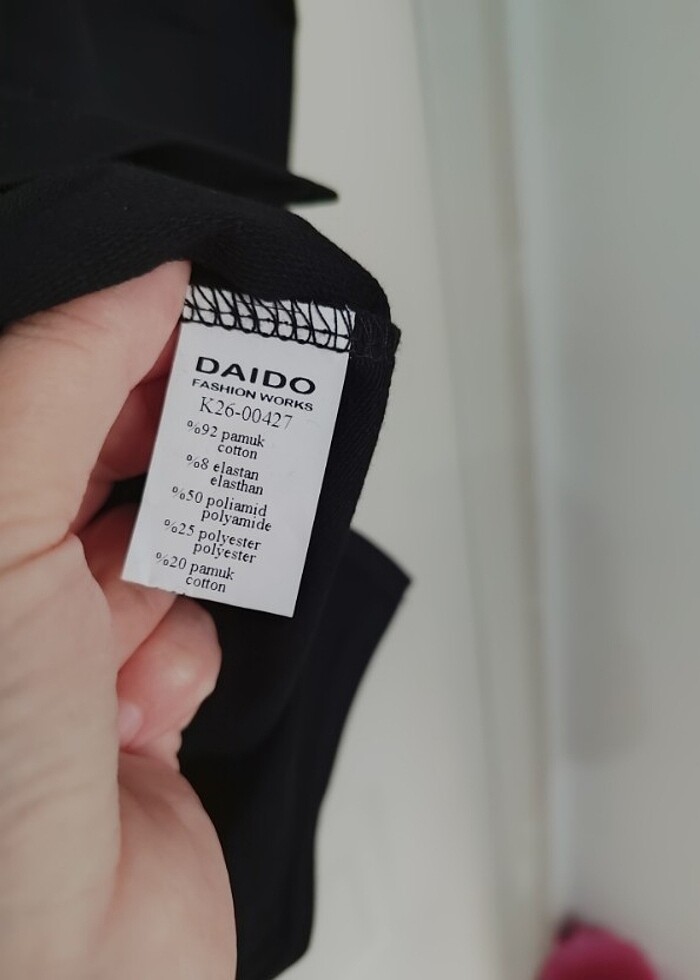 DAIDO
FASHION WORKS
K26-00427
%92 pamuk
cotton
%8 elastan
elasthan
%50 poliamid
polyamide
%25 polyester
polyester
%20 pamuk
cotton